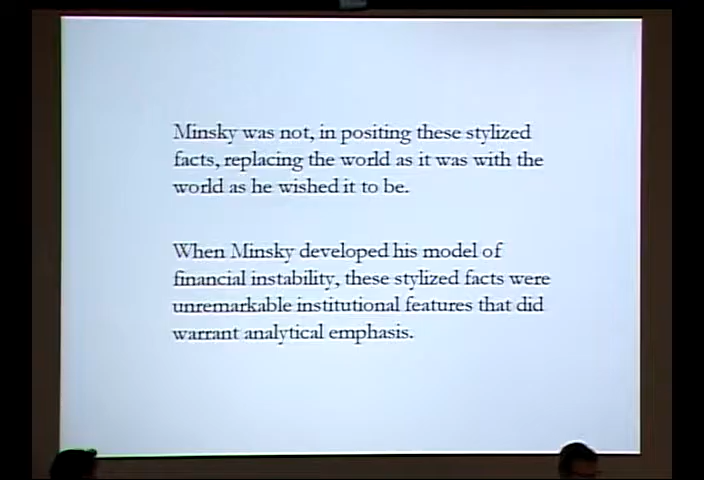 Minsky was not, in positing these stylized
facts, replacing the world as it was with the
world as he wished it to be.
When Minsky developed his model of
financial instability, these stylized facts were
unremarkable institutional features that did
warrant analytical emphasis.